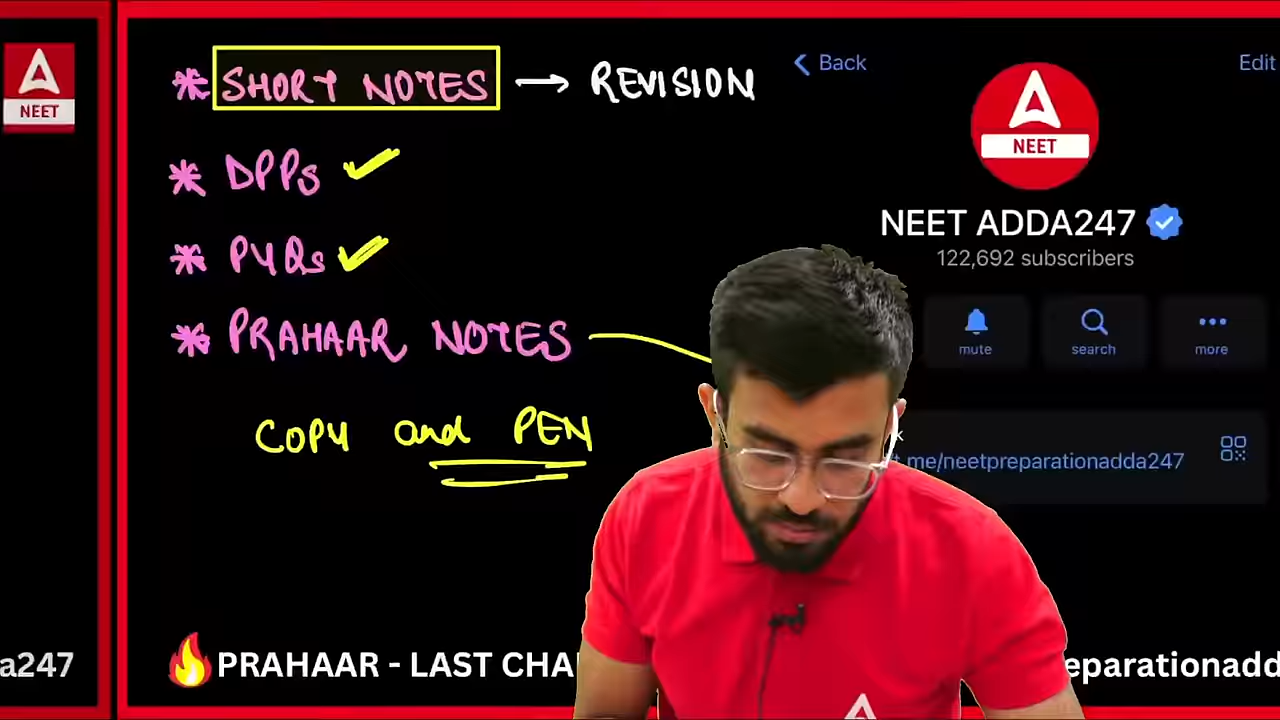 NEET
* SHORT NOTES → REVISION
* DPPs ✓
* PYQs ✓
* PRAHAAR NOTES
COPY and PEN
Back
Edit
NEET
NEET ADDA247
122,692 subscribers
mute
search
more
t.me/neetpreparationadda247
a247
🔥PRAHAAR - LAST CHA
eparationadd